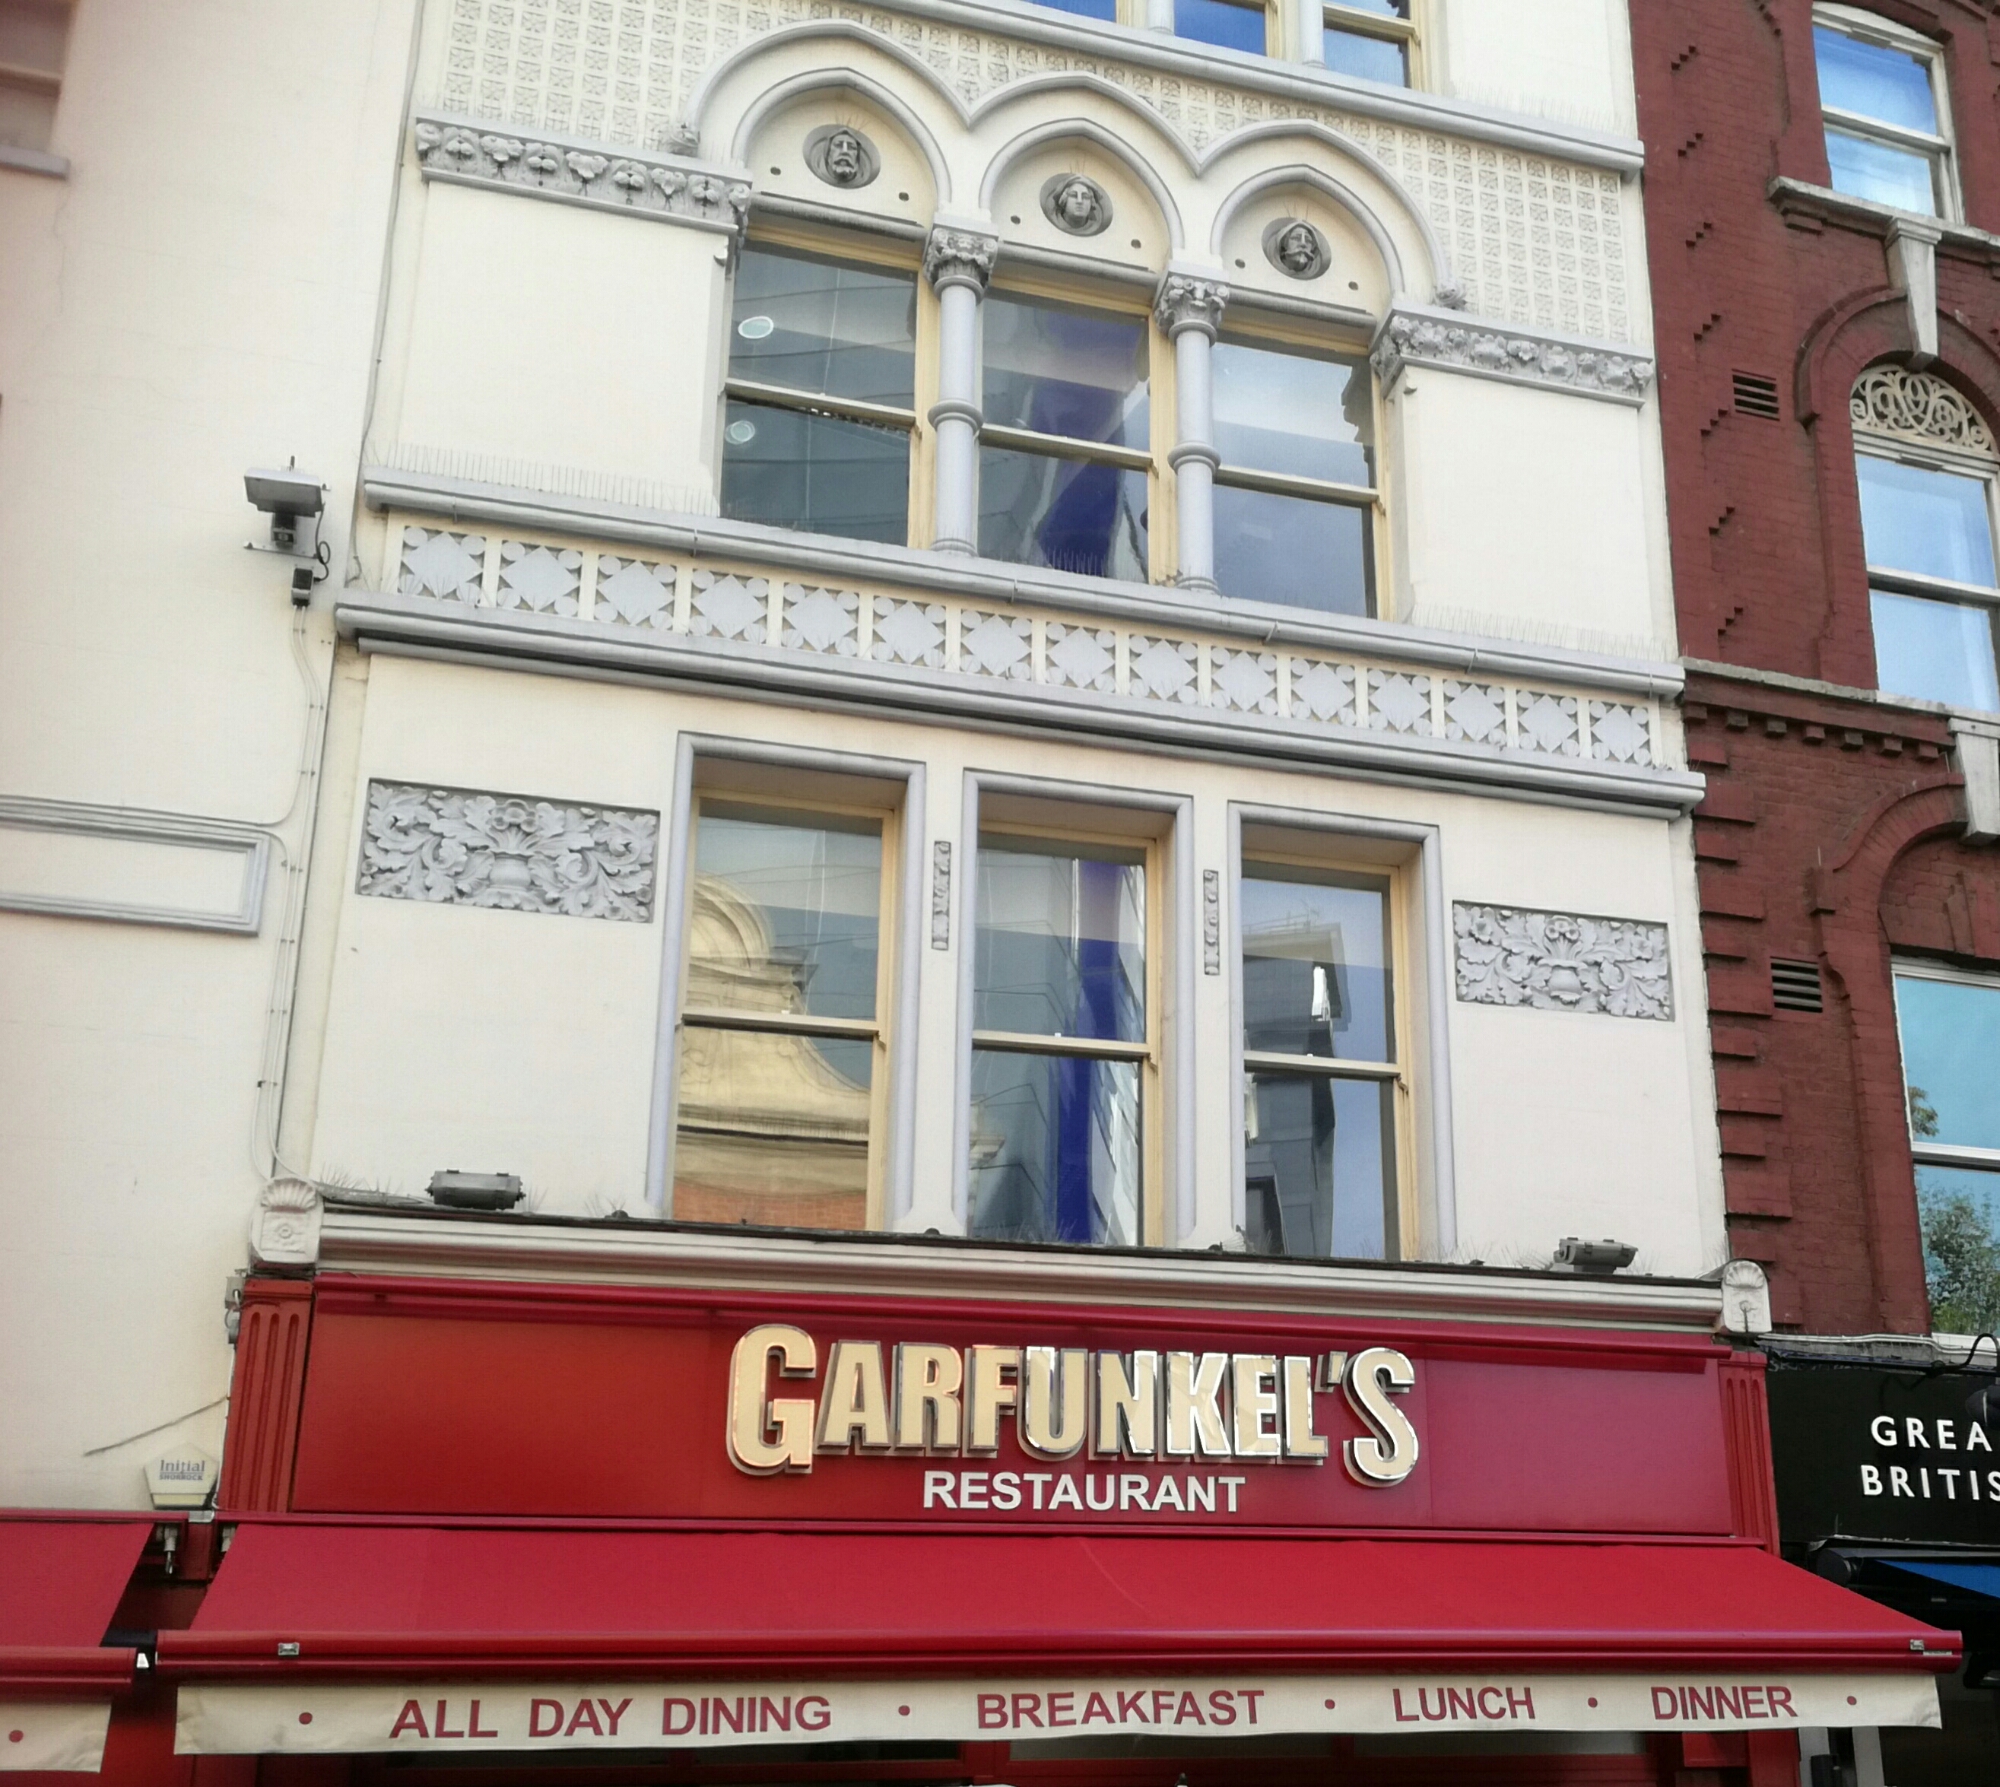 GARFUNKEL'S
RESTAURANT
Initial
ALL DAY DINING • BREAKFAST • LUNCH • DINNER •
GREA
BRITIS